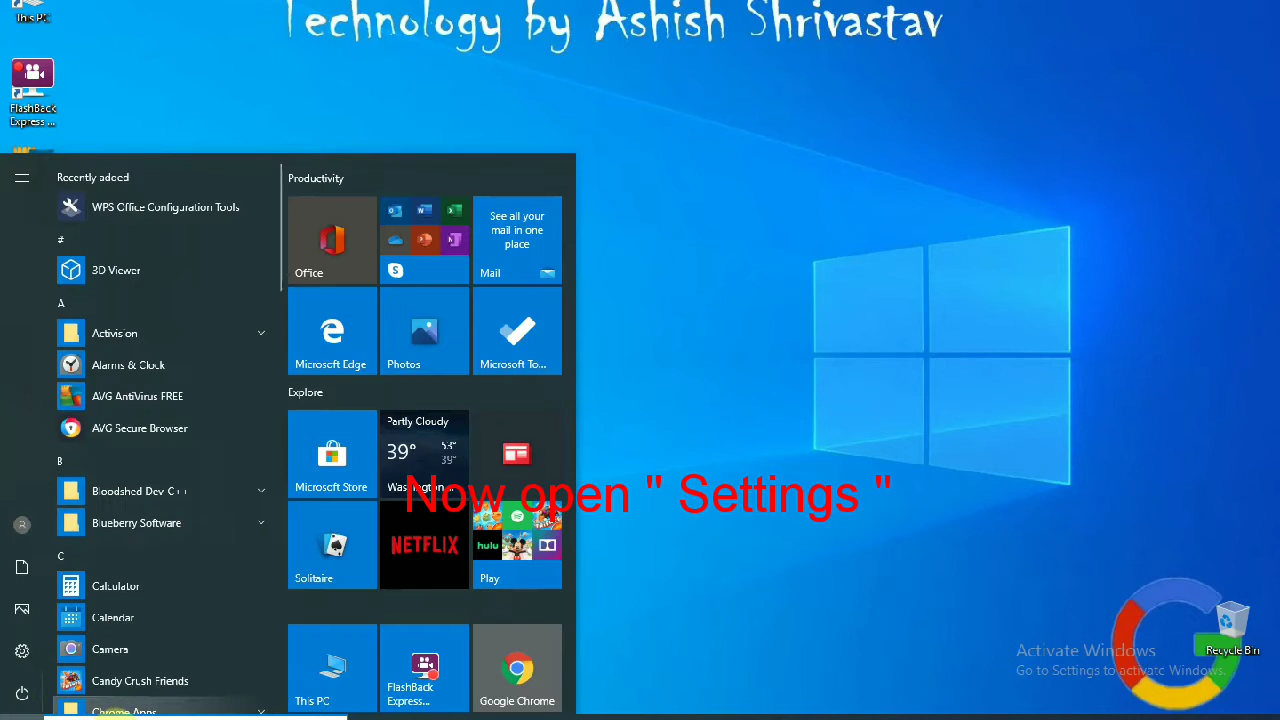 Technology by Ashish Shrivastav
This PC
FlashBack
Express ...
Recently added
WPS Office Configuration Tools
#
3D Viewer
A
Activision
Alarms & Clock
AVG AntiVirus FREE
AVG Secure Browser
B
Bloodshed Dev-C++
Blueberry Software
C
Calculator
Calendar
Camera
Candy Crush Friends
Chrome Apps
Productivity
Office
See all your
mail in one
place
Mail
Microsoft Edge
Photos
Microsoft To...
Explore
Microsoft Store
Partly Cloudy
39°
53°
39°
Washington...
Now open " Settings "
Solitaire
NETFLIX
hulu
Play
This PC
FlashBack
Express...
Google Chrome
Activate Windows
Go to Settings to activate Windows.
Recycle Bin